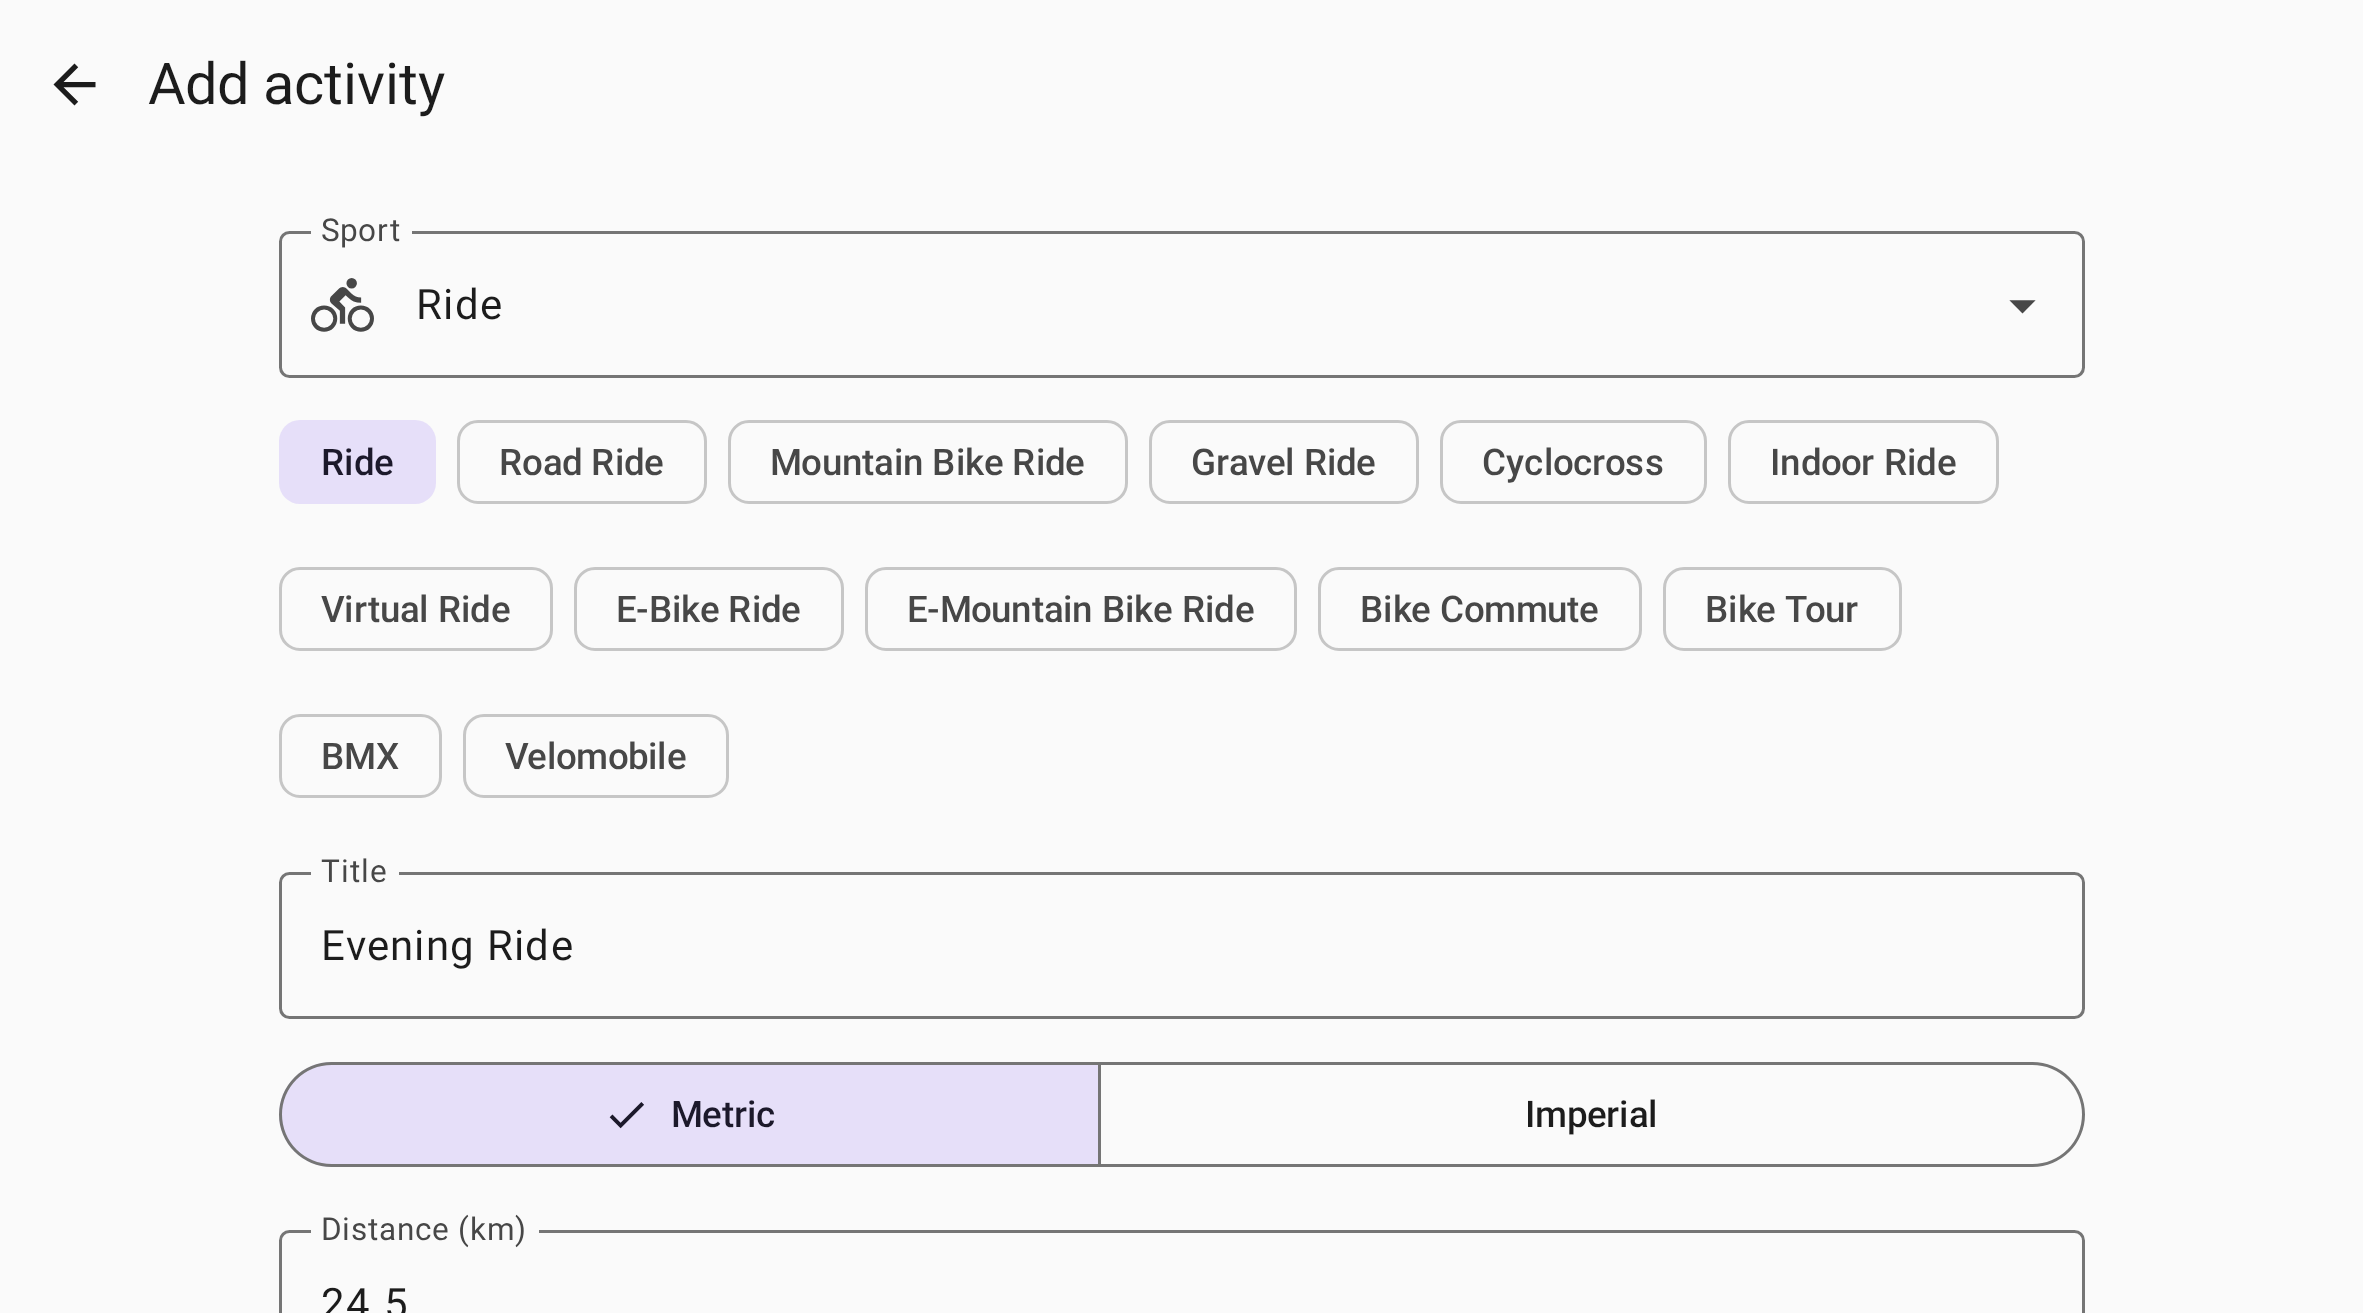 Add activity
Sport
Ride
Ride Road Ride Mountain Bike Ride Gravel Ride Cyclocross Indoor Ride
Virtual Ride E-Bike Ride E-Mountain Bike Ride Bike Commute Bike Tour
BMX Velomobile
Title
Evening Ride
Metric Imperial
Distance (km)
24.5